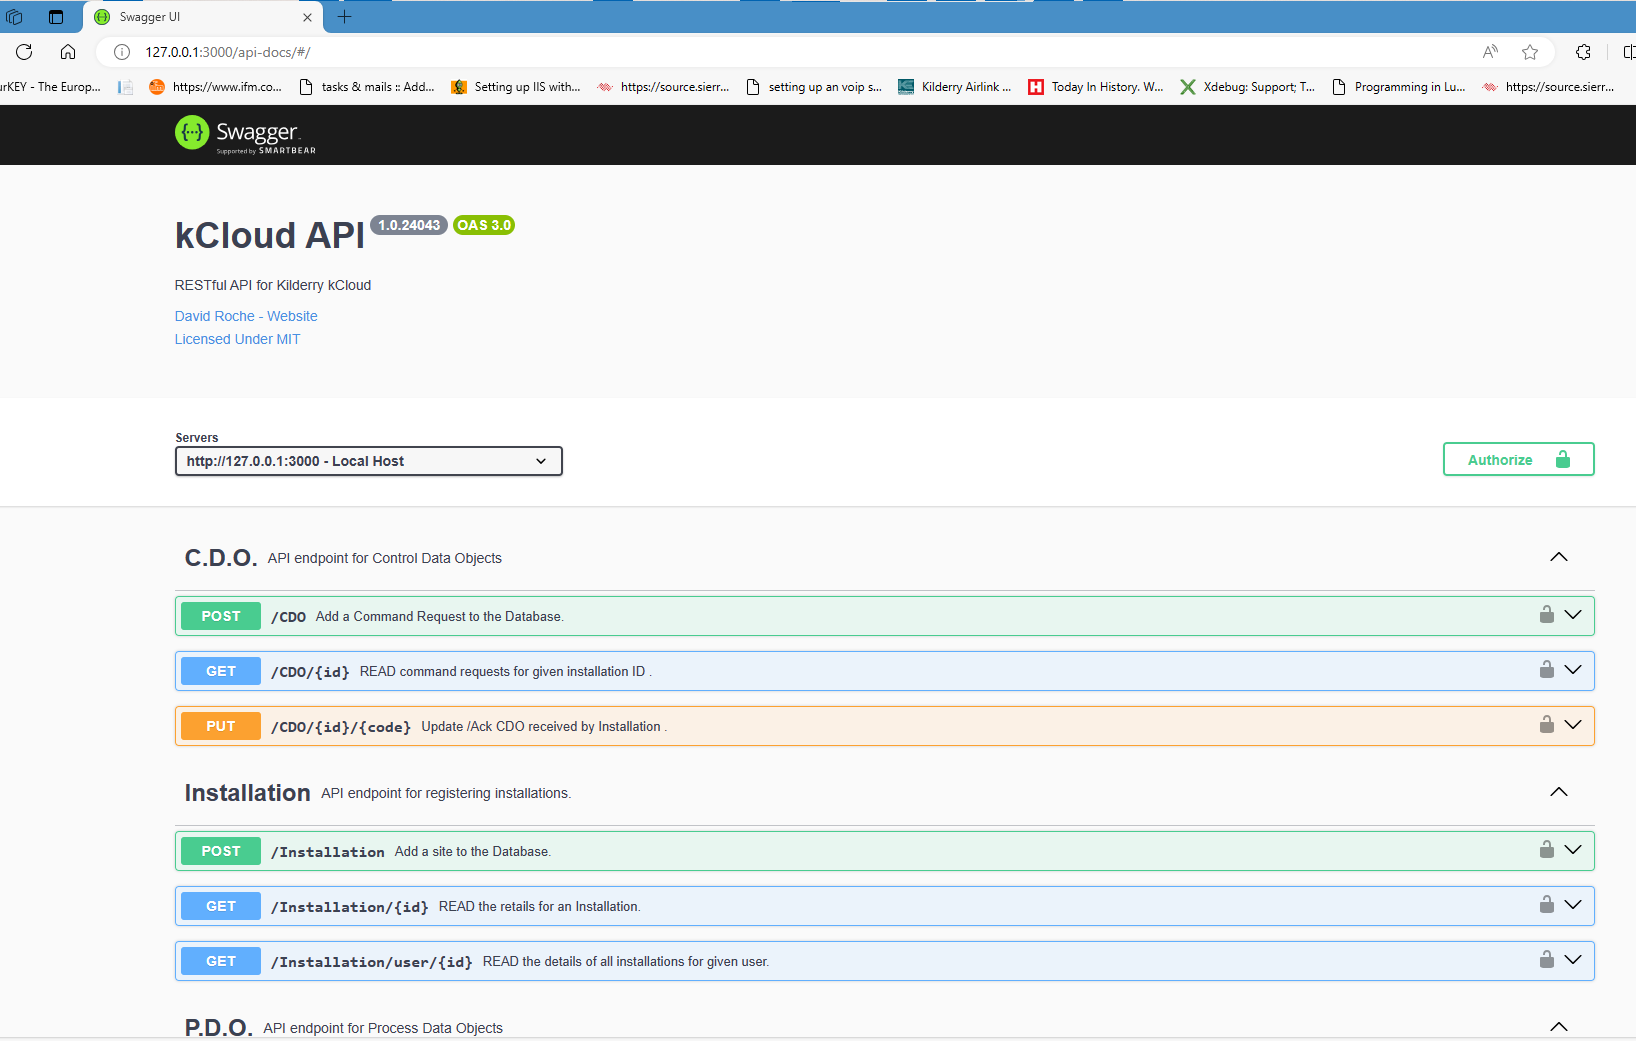 Swagger UI
127.0.0.1:3000/api-docs/#/
urKEY - The Europ...
https://www.ifm.co...
tasks & mails :: Add...
Setting up IIS with...
https://source.sierr...
setting up an voip s...
Kilderry Airlink ...
Today In History. W...
Xdebug: Support; T...
Programming in Lu...
https://source.sierr...
Swagger
Supported by SMARTBEAR
kCloud API 1.0.24043 OAS 3.0
RESTful API for Kilderry kCloud
David Roche - Website
Licensed Under MIT
Servers
http://127.0.0.1:3000 - Local Host
Authorize
C.D.O. API endpoint for Control Data Objects
POST /CDO Add a Command Request to the Database.
GET /CDO/{id} READ command requests for given installation ID .
PUT /CDO/{id}/{code} Update /Ack CDO received by Installation .
Installation API endpoint for registering installations.
POST /Installation Add a site to the Database.
GET /Installation/{id} READ the retails for an Installation.
GET /Installation/user/{id} READ the details of all installations for given user.
P.D.O. API endpoint for Process Data Objects